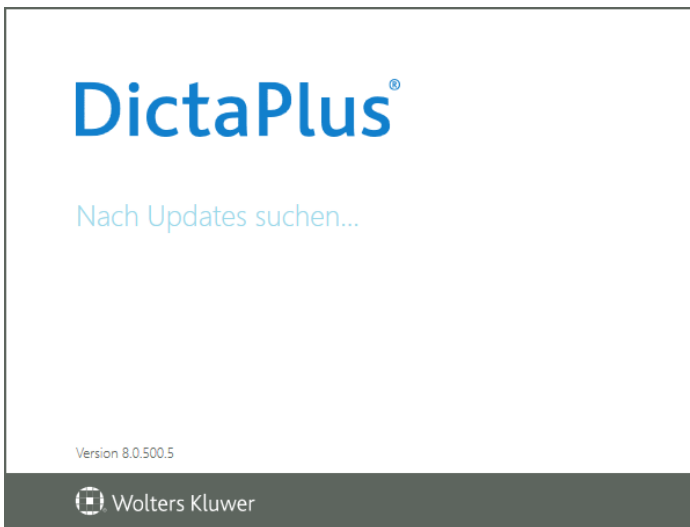 DictaPlus®
Nach Updates suchen...
Version 8.0.500.5
Wolters Kluwer